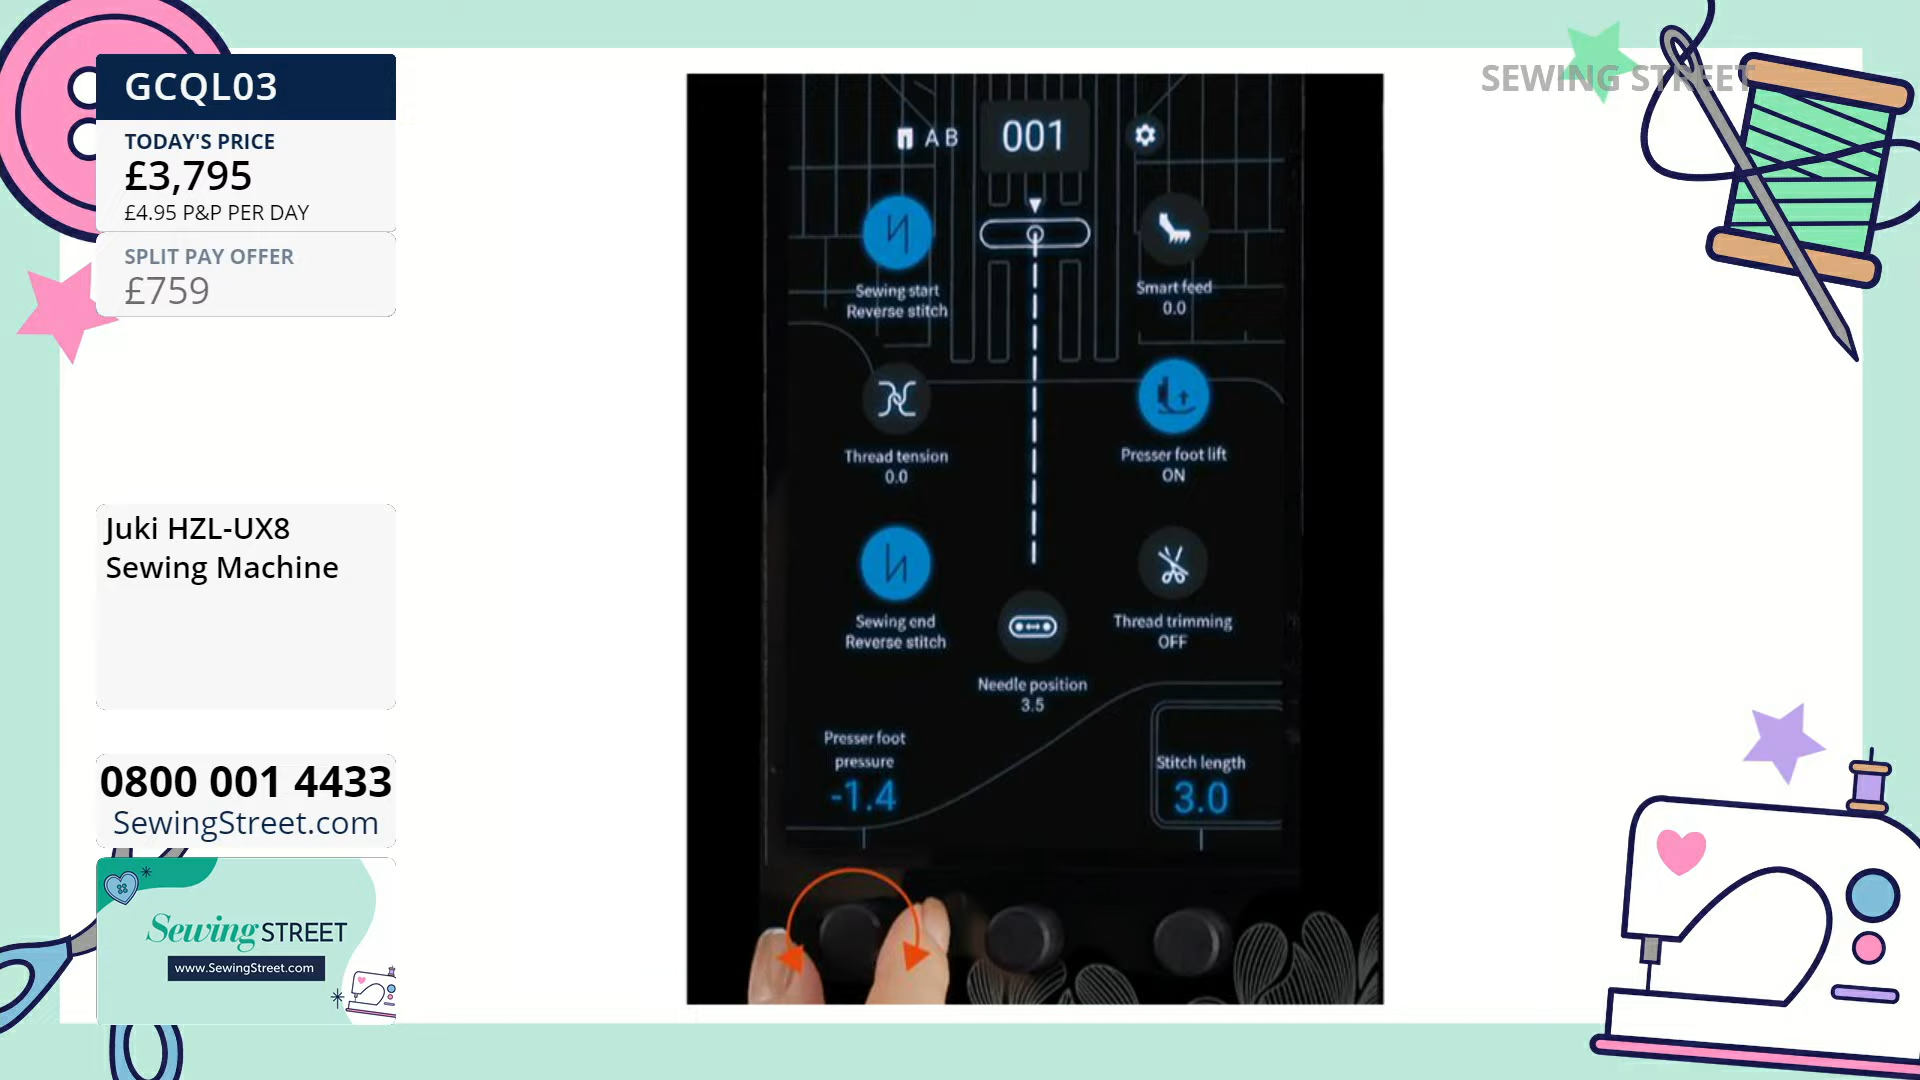 GCQL03
TODAY'S PRICE
£3,795
£4.95 P&P PER DAY
SPLIT PAY OFFER
£759
Juki HZL-UX8
Sewing Machine
0800 001 4433
SewingStreet.com
Sewing STREET
www.SewingStreet.com
SEWING STREET
A B
001
Sewing start
Reverse stitch
Smart feed
0.0
Thread tension
0.0
Presser foot lift
ON
Sewing end
Reverse stitch
Thread trimming
OFF
Needle position
3.5
Presser foot
pressure
-1.4
Stitch length
3.0